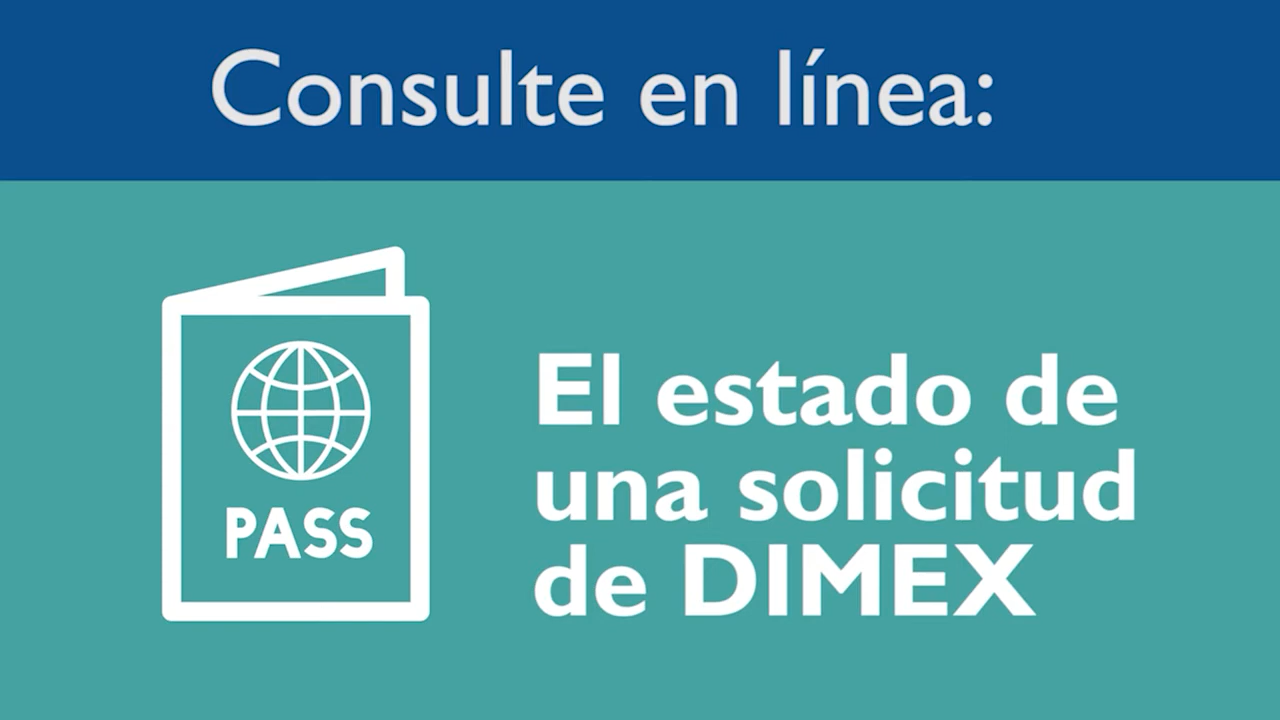 Consulte en línea:
PASS
El estado de
una solicitud
de DIMEX